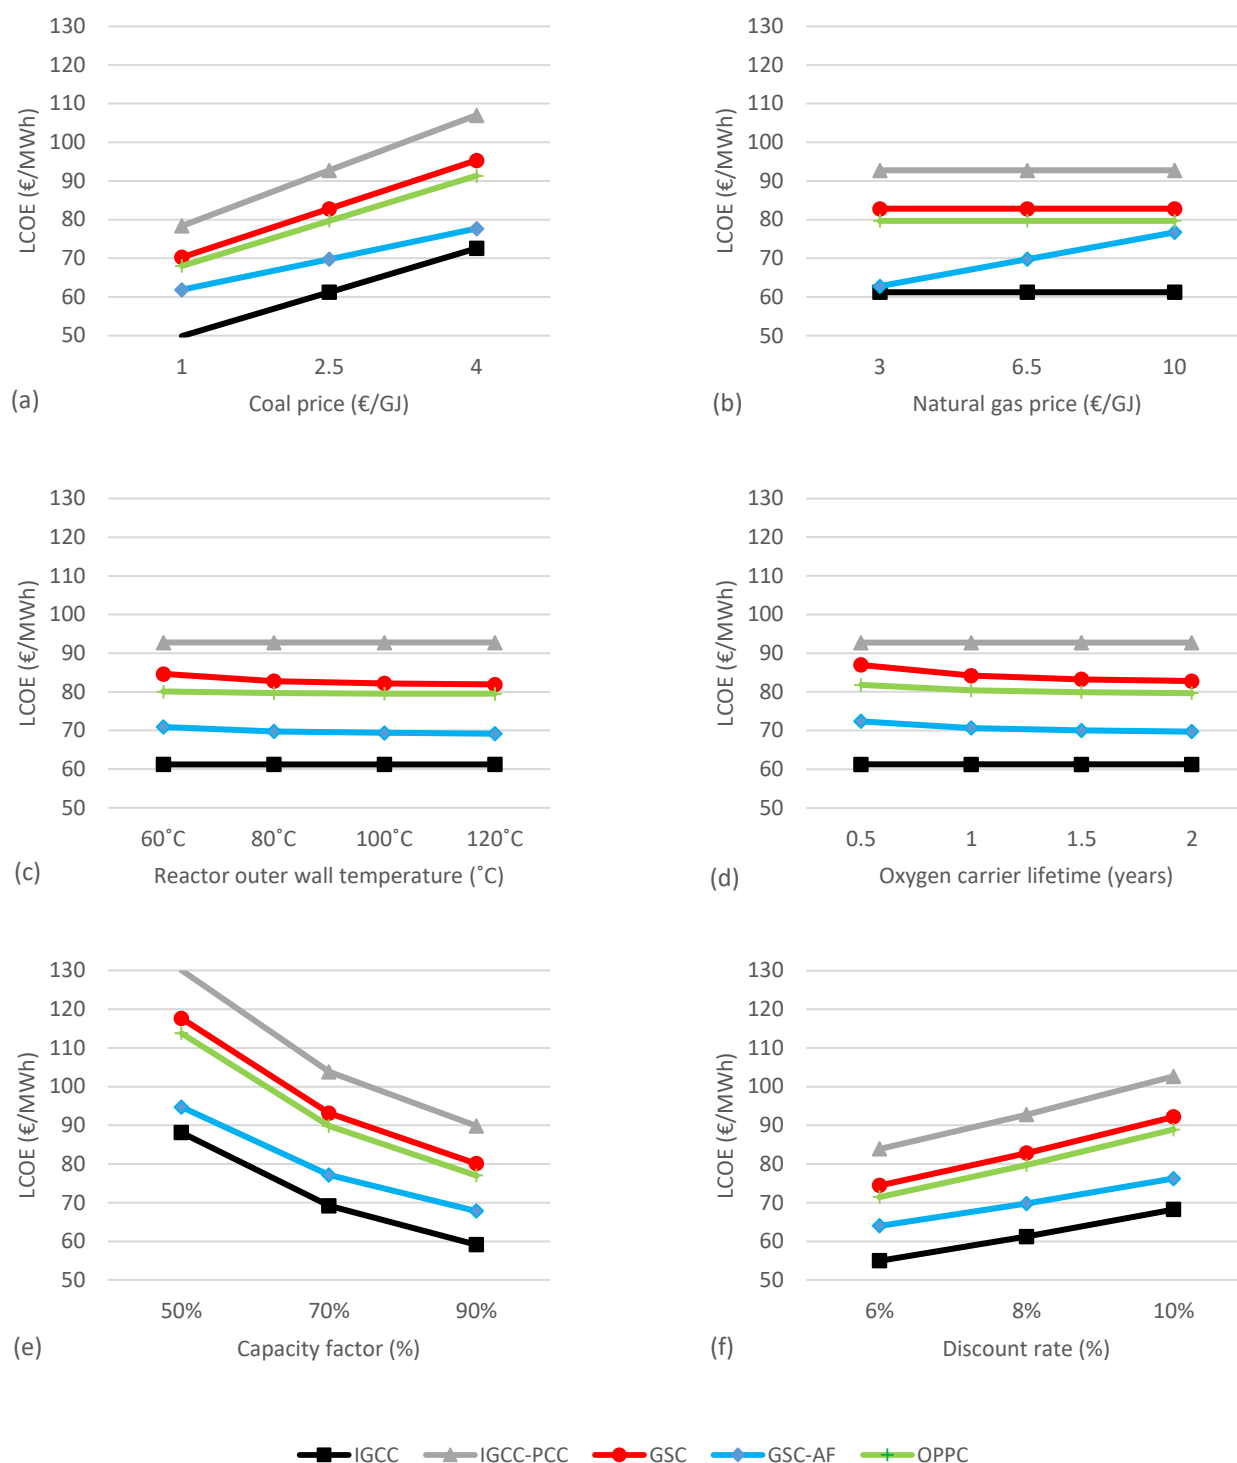 130
120
110
100
90
80
70
60
50
LCOE (€/MWh)
1 2.5 4
(a) Coal price (€/GJ)
130
120
110
100
90
80
70
60
50
LCOE (€/MWh)
3 6.5 10
(b) Natural gas price (€/GJ)
130
120
110
100
90
80
70
60
50
LCOE (€/MWh)
60˚C 80˚C 100˚C 120˚C
(c) Reactor outer wall temperature (˚C)
130
120
110
100
90
80
70
60
50
LCOE (€/MWh)
0.5 1 1.5 2
(d) Oxygen carrier lifetime (years)
130
120
110
100
90
80
70
60
50
LCOE (€/MWh)
50% 70% 90%
(e) Capacity factor (%)
130
120
110
100
90
80
70
60
50
LCOE (€/MWh)
6% 8% 10%
(f) Discount rate (%)
IGCC IGCC-PCC GSC GSC-AF OPPC